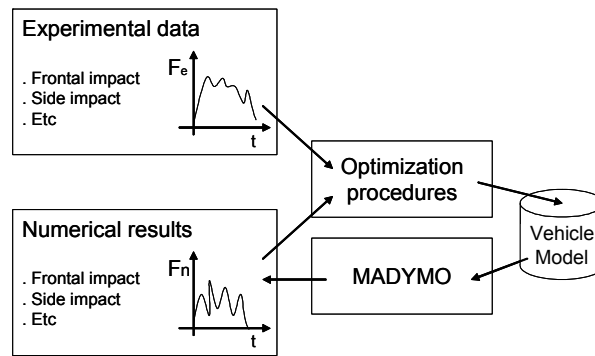 Experimental data
. Frontal impact
. Side impact
. Etc
Fe
t
Optimization
procedures
Vehicle
Model
MADYMO
Numerical results
. Frontal impact
. Side impact
. Etc
Fn
t